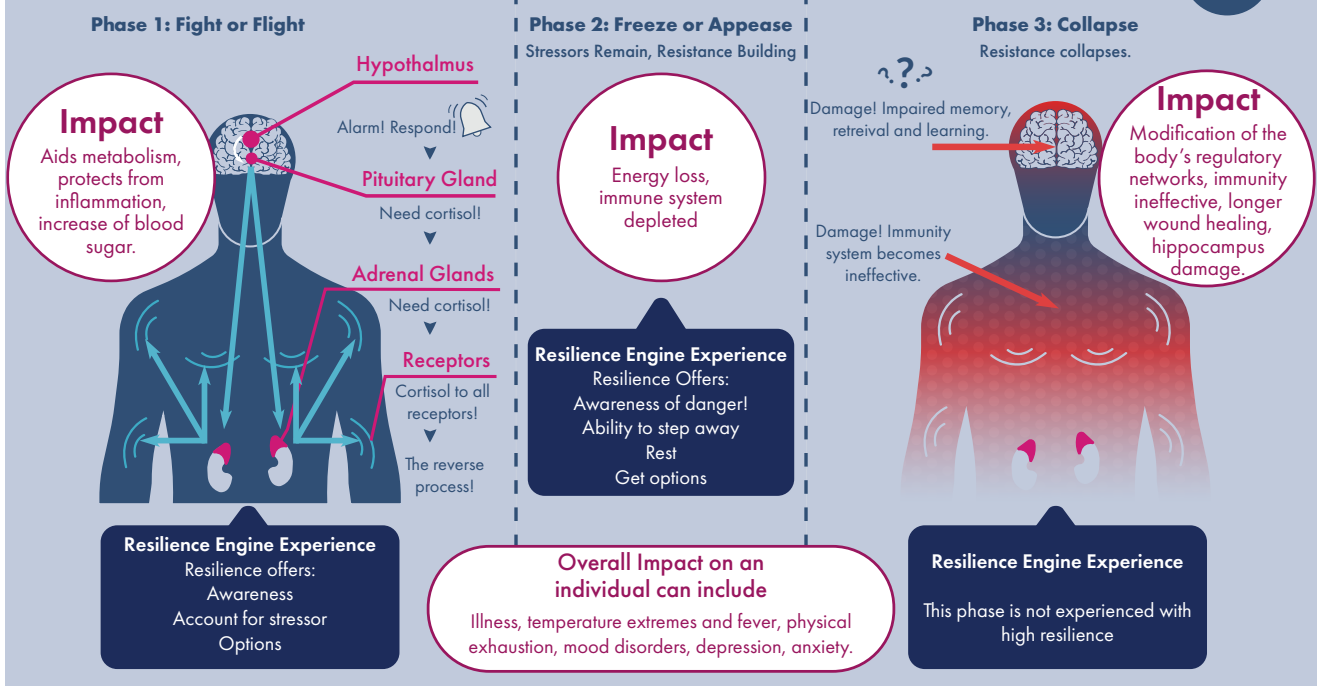 Phase 1: Fight or Flight
Hypothalmus
Impact
Aids metabolism,
protects from
inflammation,
increase of blood
sugar.
Alarm! Respond!
Pituitary Gland
Need cortisol!
Adrenal Glands
Need cortisol!
Receptors
Cortisol to all
receptors!
The reverse
process!
Resilience Engine Experience
Resilience offers:
Awareness
Account for stressor
Options
Phase 2: Freeze or Appease
Stressors Remain, Resistance Building
Impact
Energy loss,
immune system
depleted
Resilience Engine Experience
Resilience Offers:
Awareness of danger!
Ability to step away
Rest
Get options
Overall Impact on an
individual can include
Illness, temperature extremes and fever, physical
exhaustion, mood disorders, depression, anxiety.
Phase 3: Collapse
Resistance collapses.
?
?
?
Damage! Impaired memory,
retreival and learning.
Damage! Immunity
system becomes
ineffective.
Impact
Modification of the
body's regulatory
networks, immunity
ineffective, longer
wound healing,
hippocampus
damage.
Resilience Engine Experience
This phase is not experienced with
high resilience